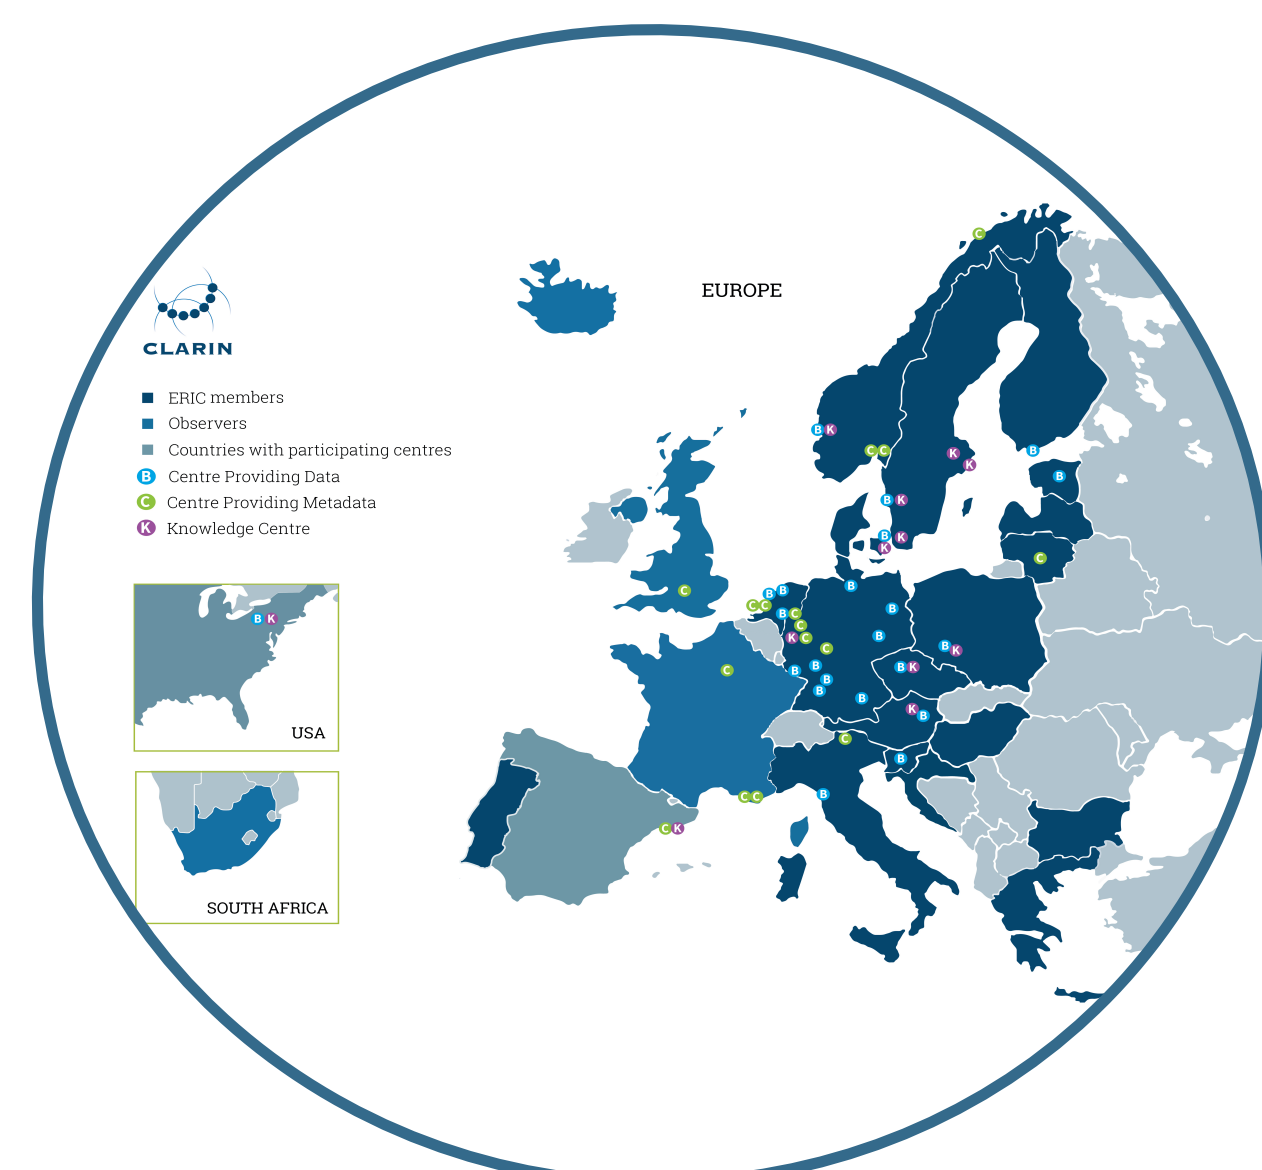 EUROPE
CLARIN
ERIC members
Observers
Countries with participating centres
B Centre Providing Data
C Centre Providing Metadata
K Knowledge Centre
C
B K
C C
K
K
B
B
B K
B K
K
C
B
B B
C C
B C
C
K C
C
B
B
B K
B K
B
B
B
B
B
K B
C
B
B
C
C
C C
C K
B K
USA
SOUTH AFRICA